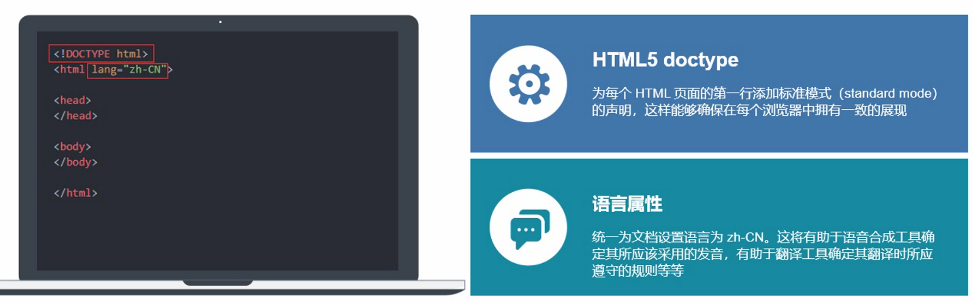 <!DOCTYPE html>
<html lang="zh-CN">
<head>
</head>
<body>
</body>
</html>
HTML5 doctype
为每个 HTML 页面的第一行添加标准模式（standard mode）
的声明，这样能够确保在每个浏览器中拥有一致的展现
语言属性
统一为文档设置语言为 zh-CN。这将有助于语音合成工具确
定其所应该采用的发音，有助于翻译工具确定其翻译时所应
遵守的规则等等